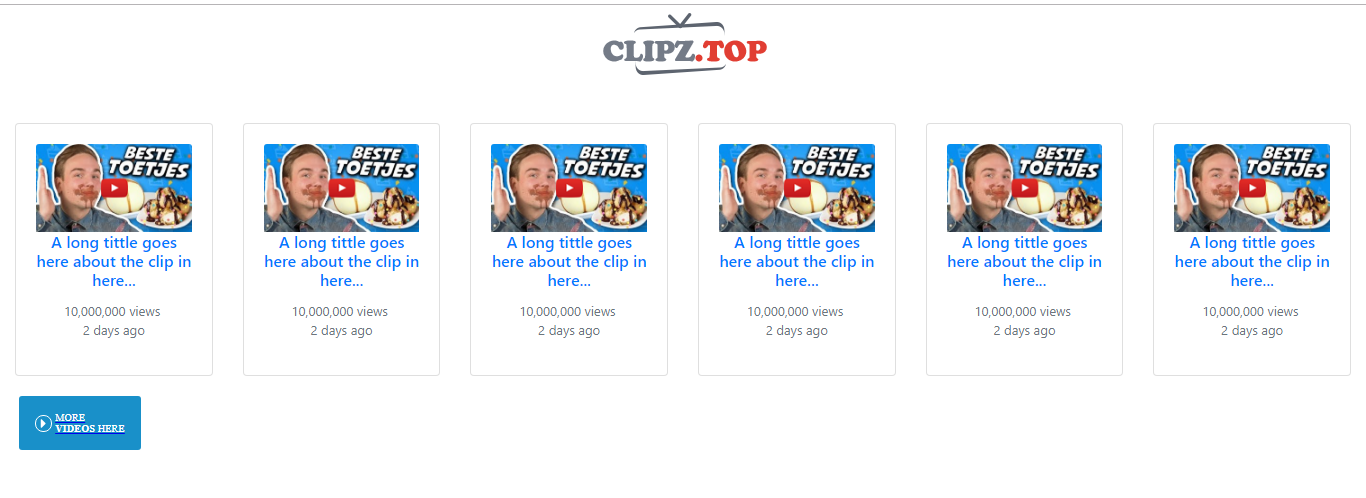 CLIPZ.TOP
BESTE
TOETJES
BESTE
TOETJES
BESTE
TOETJES
BESTE
TOETJES
BESTE
TOETJES
BESTE
TOETJES
A long tittle goes
here about the clip in
here...
10,000,000 views
2 days ago
A long tittle goes
here about the clip in
here...
10,000,000 views
2 days ago
A long tittle goes
here about the clip in
here...
10,000,000 views
2 days ago
A long tittle goes
here about the clip in
here...
10,000,000 views
2 days ago
A long tittle goes
here about the clip in
here...
10,000,000 views
2 days ago
A long tittle goes
here about the clip in
here...
10,000,000 views
2 days ago
MORE
VIDEOS HERE